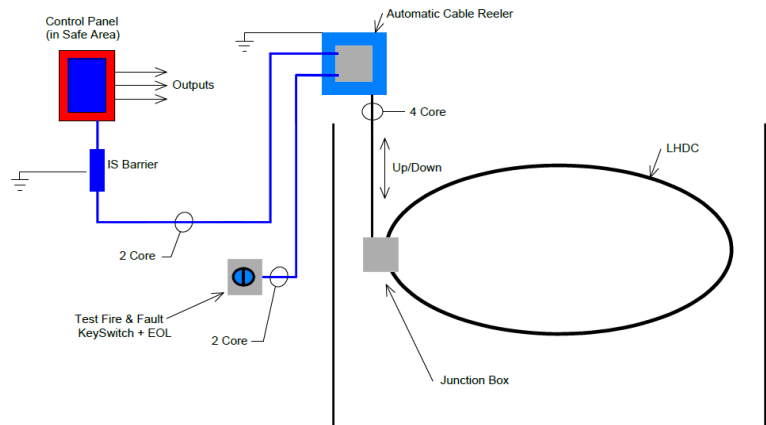 Automatic Cable Reeler
Control Panel
(in Safe Area)
Outputs
4 Core
IS Barrier
Up/Down
LHDC
2 Core
Test Fire & Fault
KeySwitch + EOL
2 Core
Junction Box